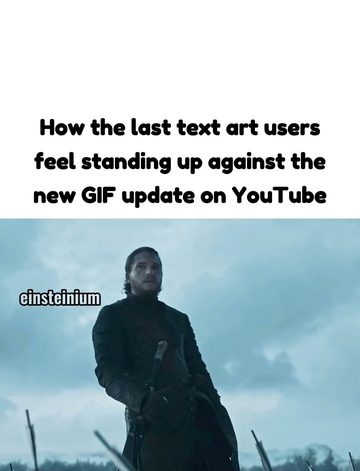 How the last text art users
feel standing up against the
new GIF update on YouTube
einsteinium